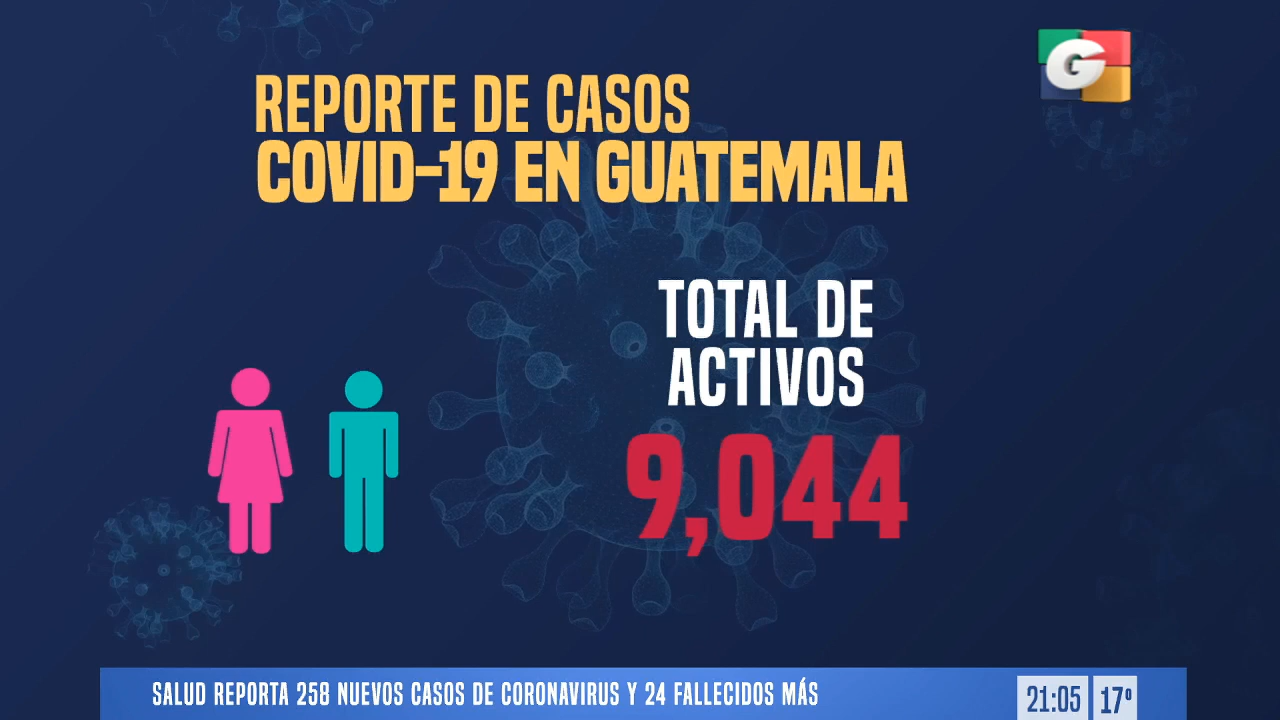 G
REPORTE DE CASOS
COVID-19 EN GUATEMALA
TOTAL DE
ACTIVOS
9,044
SALUD REPORTA 258 NUEVOS CASOS DE CORONAVIRUS Y 24 FALLECIDOS MÁS
21:05 17º